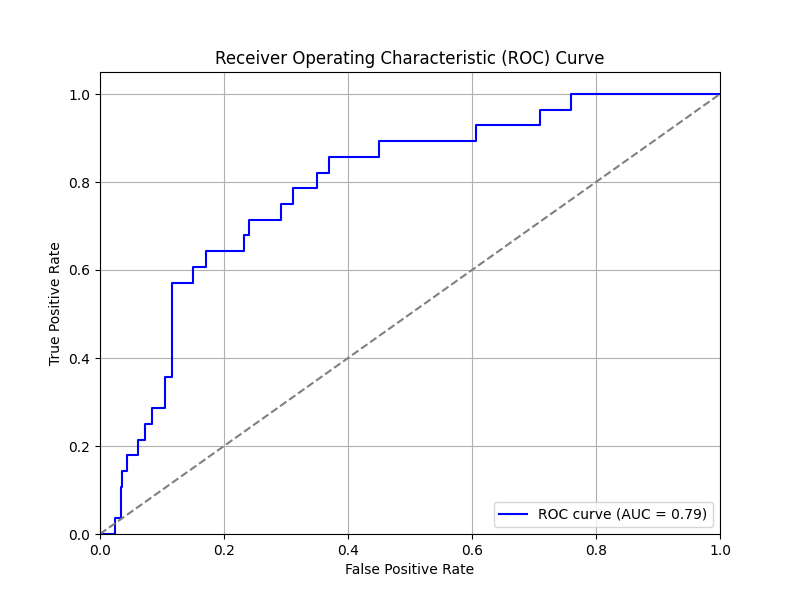 Receiver Operating Characteristic (ROC) Curve
1.0
0.8
0.6
0.4
0.2
0.0
True Positive Rate
ROC curve (AUC = 0.79)
0.0 0.2 0.4 0.6 0.8 1.0
False Positive Rate